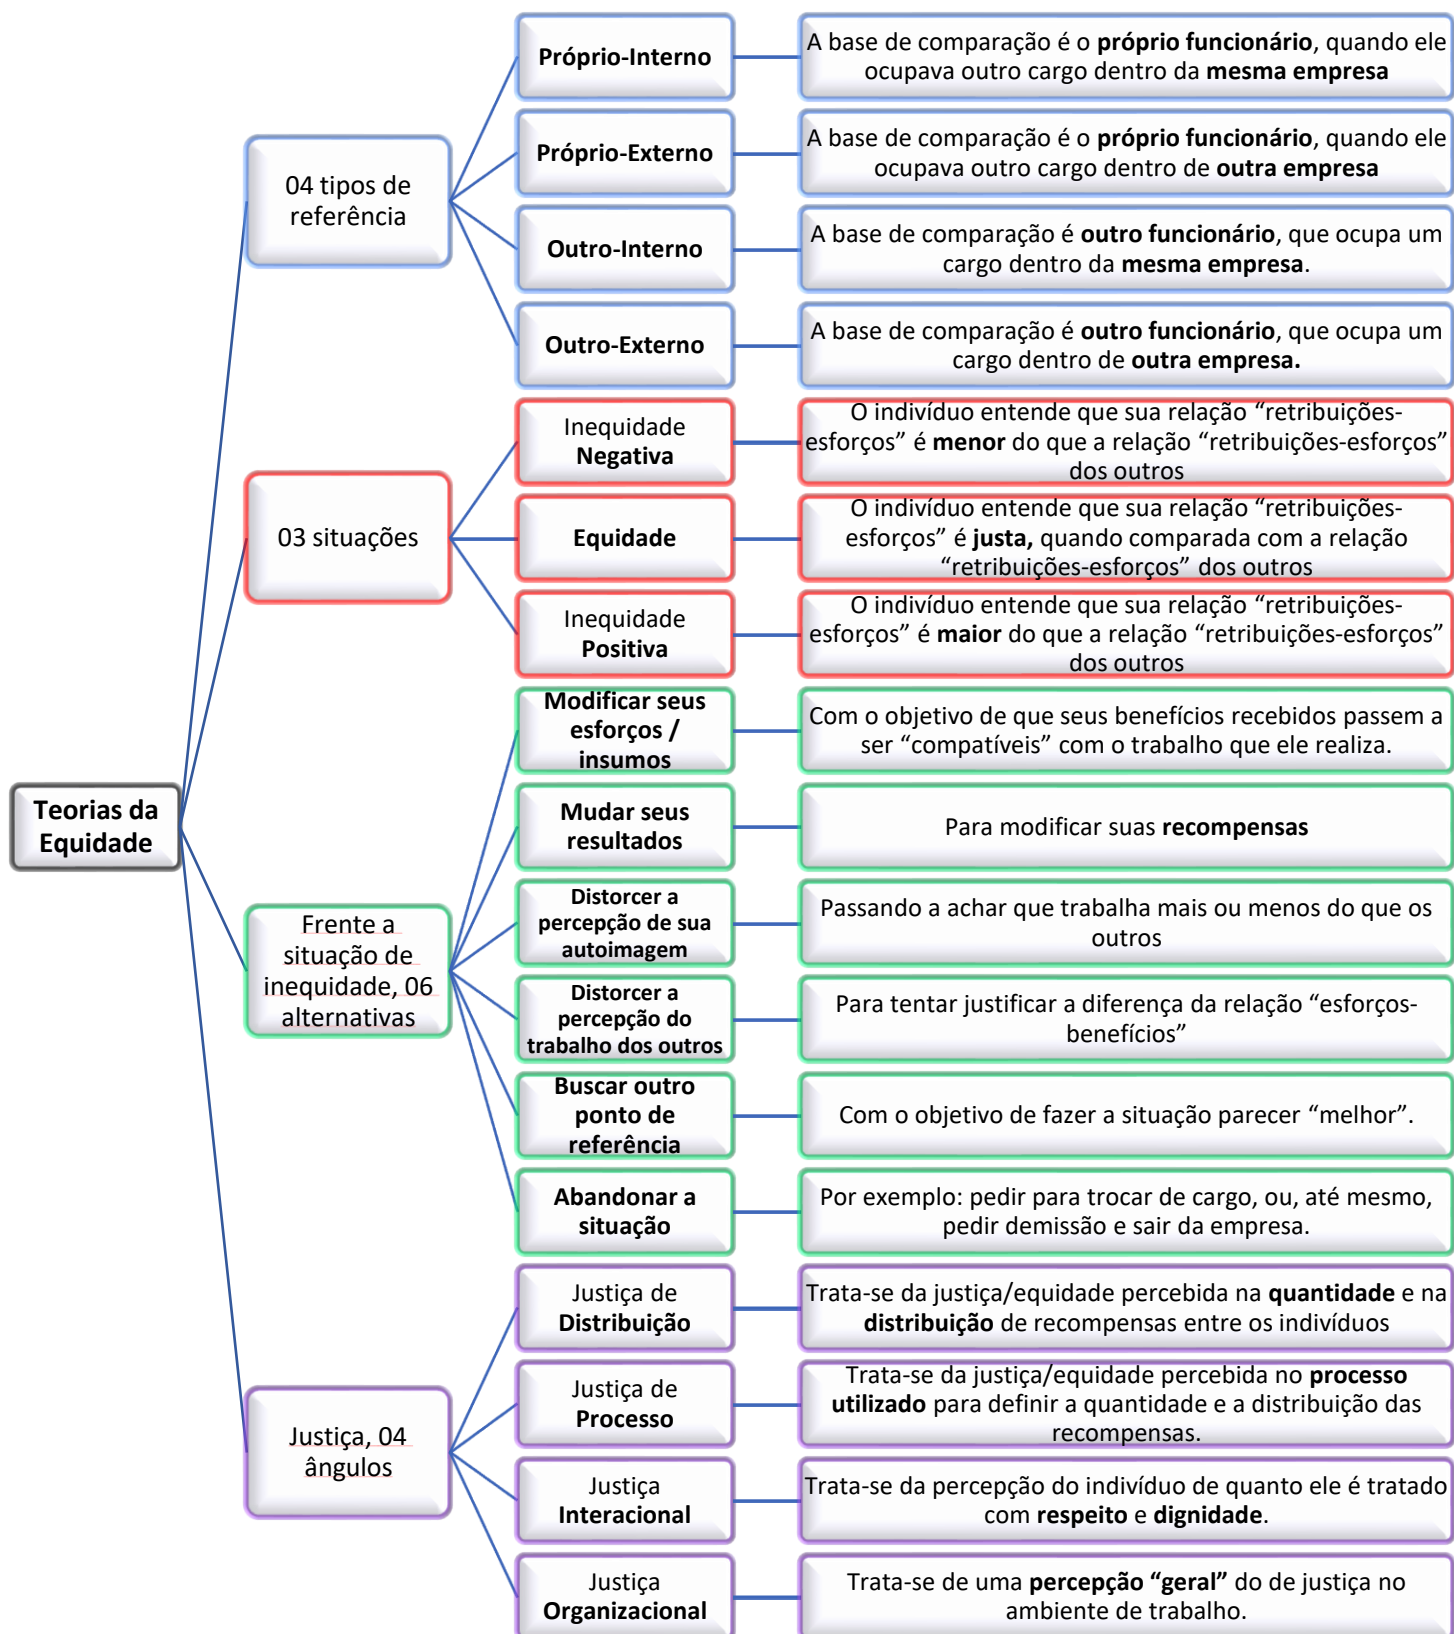 Próprio-Interno
A base de comparação é o próprio funcionário, quando ele
ocupava outro cargo dentro da mesma empresa
Próprio-Externo
A base de comparação é o próprio funcionário, quando ele
ocupava outro cargo dentro de outra empresa
04 tipos de
referência
Outro-Interno
A base de comparação é outro funcionário, que ocupa um
cargo dentro da mesma empresa.
Outro-Externo
A base de comparação é outro funcionário, que ocupa um
cargo dentro de outra empresa.
Inequidade
Negativa
O indivíduo entende que sua relação “retribuições-
esforços” é menor do que a relação “retribuições-esforços”
dos outros
03 situações
Equidade
O indivíduo entende que sua relação “retribuições-
esforços” é justa, quando comparada com a relação
“retribuições-esforços” dos outros
Inequidade
Positiva
O indivíduo entende que sua relação “retribuições-
esforços” é maior do que a relação “retribuições-esforços”
dos outros
Teorias da
Equidade
Modificar seus
esforços /
insumos
Com o objetivo de que seus benefícios recebidos passem a
ser “compatíveis” com o trabalho que ele realiza.
Mudar seus
resultados
Para modificar suas recompensas
Distorcer a
percepção de sua
autoimagem
Passando a achar que trabalha mais ou menos do que os
outros
Frente a
situação de
inequidade, 06
alternativas
Distorcer a
percepção do
trabalho dos outros
Para tentar justificar a diferença da relação “esforços-
benefícios”
Buscar outro
ponto de
referência
Com o objetivo de fazer a situação parecer “melhor”.
Abandonar a
situação
Por exemplo: pedir para trocar de cargo, ou, até mesmo,
pedir demissão e sair da empresa.
Justiça de
Distribuição
Trata-se da justiça/equidade percebida na quantidade e na
distribuição de recompensas entre os indivíduos
Justiça de
Processo
Trata-se da justiça/equidade percebida no processo
utilizado para definir a quantidade e a distribuição das
recompensas.
Justiça, 04
ângulos
Justiça
Interacional
Trata-se da percepção do indivíduo de quanto ele é tratado
com respeito e dignidade.
Justiça
Organizacional
Trata-se de uma percepção “geral” do de justiça no
ambiente de trabalho.